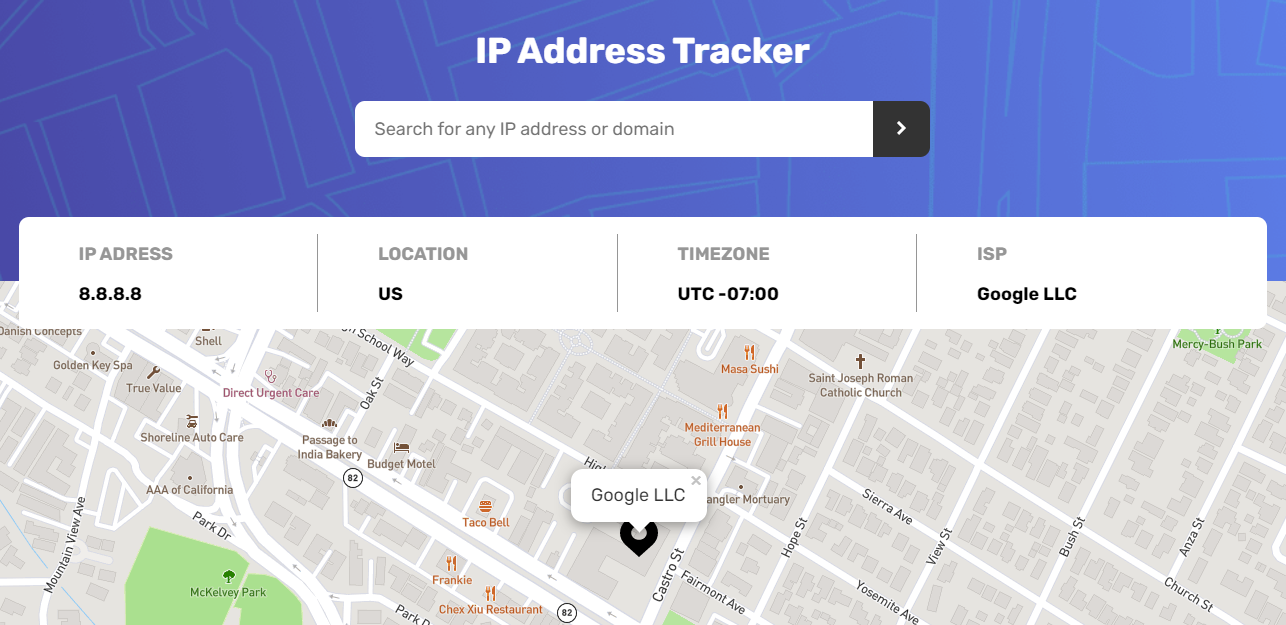 IP Address Tracker
Search for any IP address or domain
IP ADRESS
LOCATION
TIMEZONE
ISP
8.8.8.8
US
UTC -07:00
Google LLC
Danish Concepts
Shell
School Way
Mercy-Bush Park
Golden Key Spa
True Value
Direct Urgent Care
Oak St
Masa Sushi
Saint Joseph Roman
Catholic Church
Shoreline Auto Care
Passage to
India Bakery
Budget Motel
Mediterranean
Grill House
82
AAA of California
Google LLC
×
Mortuary
Taco Bell
Sierra Ave
Park Dr
Mountain View Ave
Hope St
View St
Bush St
Anza St
McKelvey Park
Frankie
Chex Xiu Restaurant
Castro St
Fairmont Ave
Yosemite Ave
Church St
Park D
82